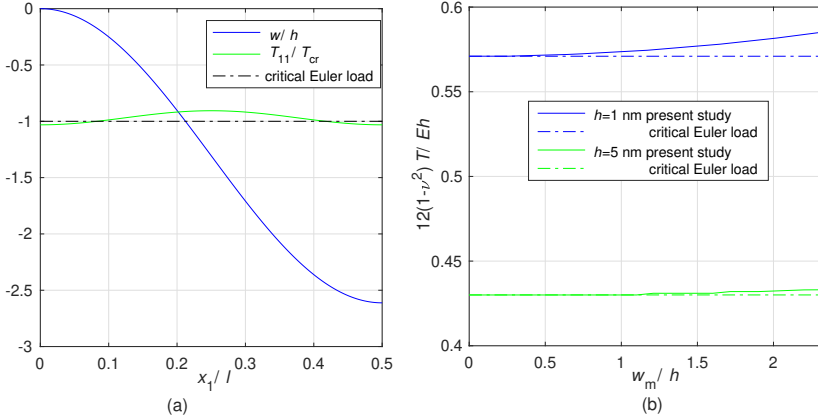 0
-0.5
-1
-1.5
-2
-2.5
-3
0
0.1
0.2
0.3
0.4
0.5
x₁/ l
(a)
w/ h
T₁₁/ T_cr
critical Euler load
12(1-ν²) T/ Eh
0.6
0.55
0.5
0.45
0.4
0
0.5
1
1.5
2
w_m/ h
(b)
h=1 nm present study
critical Euler load
h=5 nm present study
critical Euler load